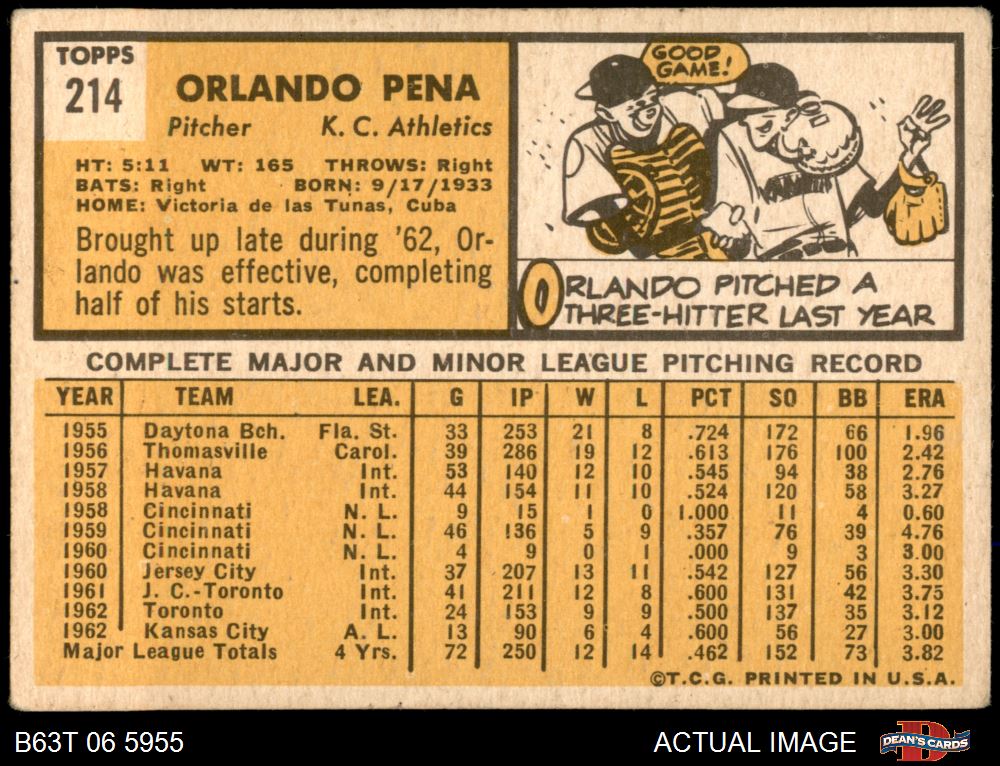 TOPPS
214
ORLANDO PENA
Pitcher K. C. Athletics
HT: 5:11 WT: 165 THROWS: Right
BATS: Right BORN: 9/17/1933
HOME: Victoria de las Tunas, Cuba
Brought up late during '62, Or-
lando was effective, completing
half of his starts.
GOOD
GAME!
ORLANDO PITCHED A
THREE-HITTER LAST YEAR
COMPLETE MAJOR AND MINOR LEAGUE PITCHING RECORD
YEAR TEAM LEA. G IP W L PCT SO BB ERA
1955 Daytona Bch. Fla. St. 33 253 21 8 .724 172 66 1.96
1956 Thomasville Carol. 39 286 19 12 .613 176 100 2.42
1957 Havana Int. 53 140 12 10 .545 94 38 2.76
1958 Havana Int. 44 154 11 10 .524 120 58 3.27
1958 Cincinnati N. L. 9 15 1 0 1.000 11 4 0.60
1959 Cincinnati N. L. 46 136 5 9 .357 76 39 4.76
1960 Cincinnati N. L. 4 9 0 1 .000 9 3 3.00
1960 Jersey City Int. 37 207 13 11 .542 127 56 3.30
1961 J. C.-Toronto Int. 41 211 12 8 .600 131 42 3.75
1962 Toronto Int. 24 153 9 9 .500 137 35 3.12
1962 Kansas City A. L. 13 90 6 4 .600 56 27 3.00
Major League Totals 4 Yrs. 72 250 12 14 .462 152 73 3.82
©T.C.G. PRINTED IN U.S.A.
B63T 06 5955
ACTUAL IMAGE
DEAN'S CARDS